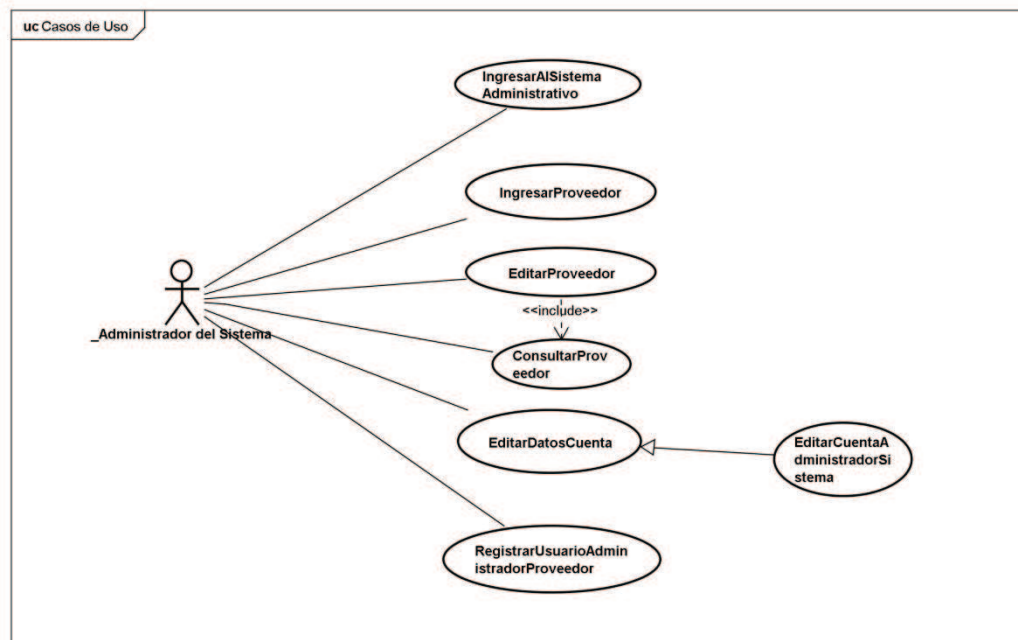 uc Casos de Uso
IngresarAlSistema
Administrativo
IngresarProveedor
EditarProveedor
<<include>>
_Administrador del Sistema
ConsultarProv
eedor
EditarDatosCuenta
EditarCuentaA
dministradorSi
stema
RegistrarUsuarioAdmin
istradorProveedor